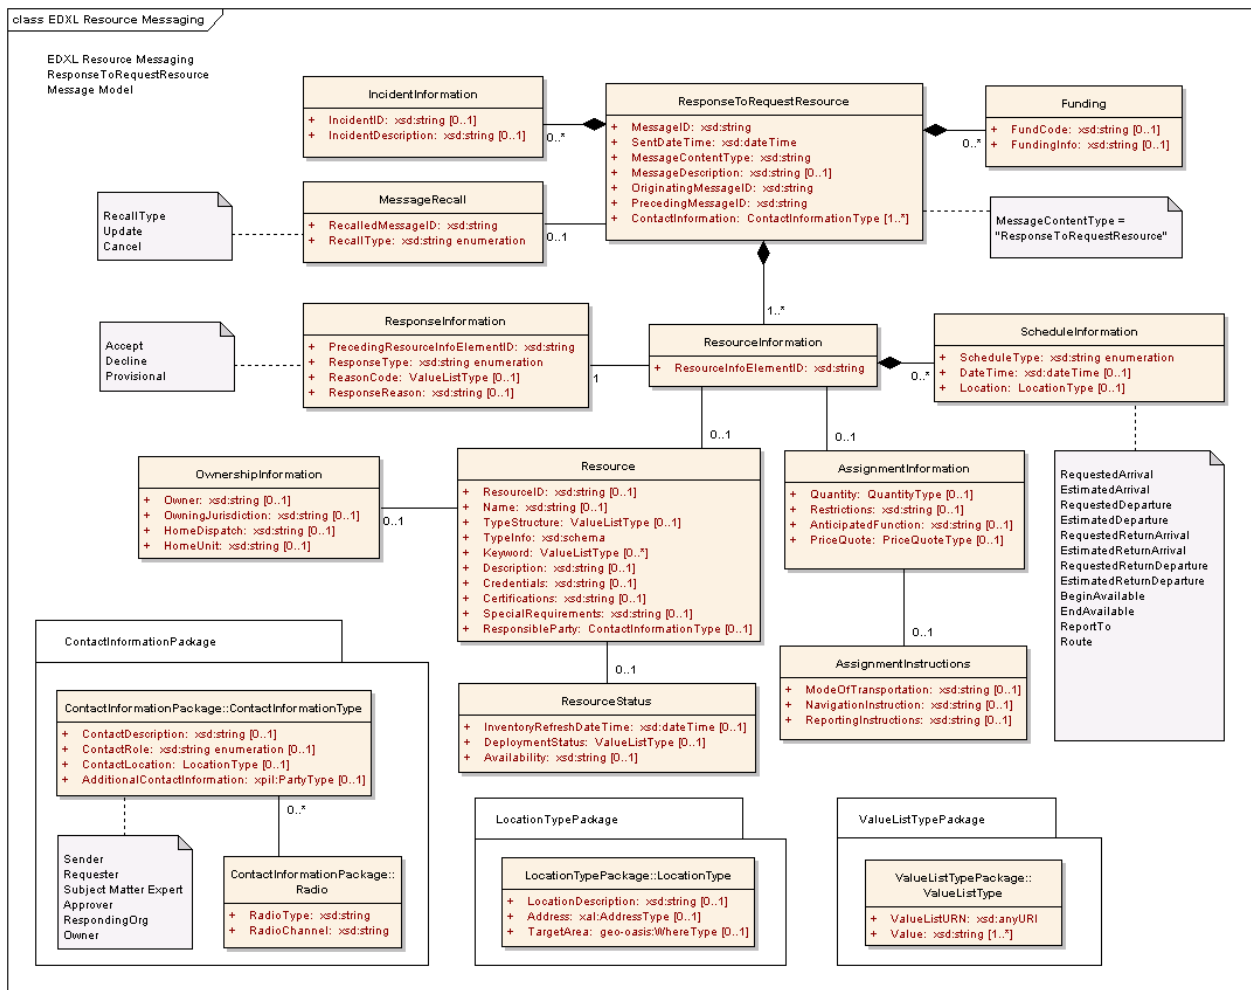 class EDXL Resource Messaging
EDXL Resource Messaging
ResponseToRequestResource
Message Model
IncidentInformation
+ IncidentID: xsd:string [0..1]
+ IncidentDescription: xsd:string [0..1]
0..*
ResponseToRequestResource
+ MessageID: xsd:string
+ SentDateTime: xsd:dateTime
+ MessageContentType: xsd:string
+ MessageDescription: xsd:string [0..1]
+ OriginatingMessageID: xsd:string
+ PrecedingMessageID: xsd:string
+ ContactInformation: ContactInformationType [1..*]
Funding
+ FundCode: xsd:string [0..1]
+ FundingInfo: xsd:string [0..1]
0..*
RecallType
Update
Cancel
MessageRecall
+ RecalledMessageID: xsd:string
+ RecallType: xsd:string enumeration
0..1
MessageContentType =
"ResponseToRequestResource"
1..*
Accept
Decline
Provisional
ResponseInformation
+ PrecedingResourceInfoElementID: xsd:string
+ ResponseType: xsd:string enumeration
+ ReasonCode: ValueListType [0..1]
+ ResponseReason: xsd:string [0..1]
1
ResourceInformation
+ ResourceInfoElementID: xsd:string
0..*
ScheduleInformation
+ ScheduleType: xsd:string enumeration
+ DateTime: xsd:dateTime [0..1]
+ Location: LocationType [0..1]
0..1
0..1
OwnershipInformation
+ Owner: xsd:string [0..1]
+ OwningJurisdiction: xsd:string [0..1]
+ HomeDispatch: xsd:string [0..1]
+ HomeUnit: xsd:string [0..1]
0..1
Resource
+ ResourceID: xsd:string [0..1]
+ Name: xsd:string [0..1]
+ TypeStructure: ValueListType [0..1]
+ TypeInfo: xsd:schema
+ Keyword: ValueListType [0..*]
+ Description: xsd:string [0..1]
+ Credentials: xsd:string [0..1]
+ Certifications: xsd:string [0..1]
+ SpecialRequirements: xsd:string [0..1]
+ ResponsibleParty: ContactInformationType [0..1]
0..1
AssignmentInformation
+ Quantity: QuantityType [0..1]
+ Restrictions: xsd:string [0..1]
+ AnticipatedFunction: xsd:string [0..1]
+ PriceQuote: PriceQuoteType [0..1]
0..1
RequestedArrival
EstimatedArrival
RequestedDeparture
EstimatedDeparture
RequestedReturnArrival
EstimatedReturnArrival
RequestedReturnDeparture
EstimatedReturnDeparture
BeginAvailable
EndAvailable
ReportTo
Route
AssignmentInstructions
+ ModeOfTransportation: xsd:string [0..1]
+ NavigationInstruction: xsd:string [0..1]
+ ReportingInstructions: xsd:string [0..1]
ResourceStatus
+ InventoryRefreshDateTime: xsd:dateTime [0..1]
+ DeploymentStatus: ValueListType [0..1]
+ Availability: xsd:string [0..1]
ContactInformationPackage
ContactInformationPackage::ContactInformationType
+ ContactDescription: xsd:string [0..1]
+ ContactRole: xsd:string enumeration [0..1]
+ ContactLocation: LocationType [0..1]
+ AdditionalContactInformation: xpil:PartyType [0..1]
0..*
Sender
Requester
Subject Matter Expert
Approver
RespondingOrg
Owner
ContactInformationPackage::
Radio
+ RadioType: xsd:string
+ RadioChannel: xsd:string
LocationTypePackage
LocationTypePackage::LocationType
+ LocationDescription: xsd:string [0..1]
+ Address: xal:AddressType [0..1]
+ TargetArea: geo-oasis:WhereType [0..1]
ValueListTypePackage
ValueListTypePackage::
ValueListType
+ ValueListURN: xsd:anyURI
+ Value: xsd:string [1..*]